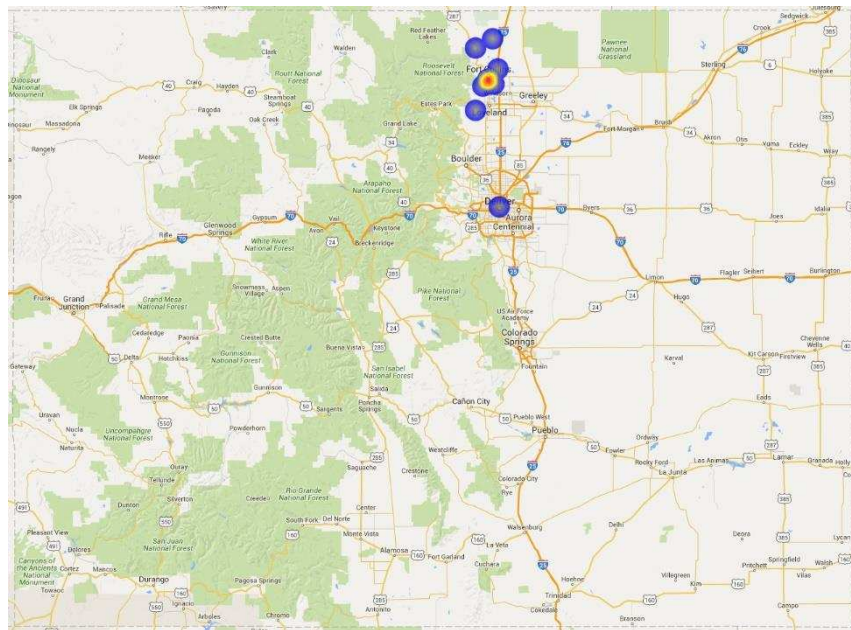 Red Feather
Lakes
Walden
Clark
Roosevelt
National Forest
Routt National
Forest
Pawnee
National
Grassland
Julesburg
Sedgwick
Crook
Sterling
Holyoke
Dinosaur
National
Monument
Craig
Hayden
Steamboat
Springs
Elk Springs
Pagoda
Oak Creek
Massadona
Dinosaur
Rangely
Meeker
Estes Park
Greeley
Grand Lake
Fort Morgan
Brush
Akron
Otis
Yuma
Eckley
Wray
Boulder
Arapaho
National Forest
Aurora
Centennial
Byers
Joes
Idalia
Rifle
Glenwood
Springs
Gypsum
Avon
Vail
Keystone
Breckenridge
White River
National Forest
Snowmass
Village
Aspen
Pike National
Forest
Limon
Flagler
Seibert
Burlington
Hugo
Fruita
Grand
Junction
Palisade
Grand Mesa
National Forest
US Air Force
Academy
Colorado
Springs
Fountain
Cedaredge
Paonia
Delta
Hotchkiss
Crested Butte
Gunnison
National Forest
Buena Vista
San Isabel
National Forest
Karval
Kit Carson
Cheyenne
Wells
Firstview
Gateway
Montrose
Gunnison
Sargents
Salida
Poncha
Springs
Cañon City
Pueblo West
Pueblo
Eads
Uravan
Nucla
Naturita
Uncompahgre
National Forest
Powderhorn
Ouray
Telluride
Saguache
Westcliffe
Crestone
Colorado City
Rye
Fowler
Ordway
Rocky Ford
La Junta
Las Animas
Lamar
Granada
Holly
Dunton
Silverton
Creede
Rio Grande
National Forest
Center
South Fork
Del Norte
Monte Vista
Alamosa
Fort Garland
Walsenburg
La Veta
Cuchara
Delhi
Deora
Pleasant View
Dolores
Cortez
Mancos
Towaoc
Canyons of
the Ancients
National
Monument
San Juan
National
Forest
Durango
Ignacio
Pagosa Springs
Arboles
Chromo
Antonito
Hoehne
Trinidad
Cokedale
Villegreen
Kim
Branson
Pritchett
Springfield
Vilas
Walsh
Campo